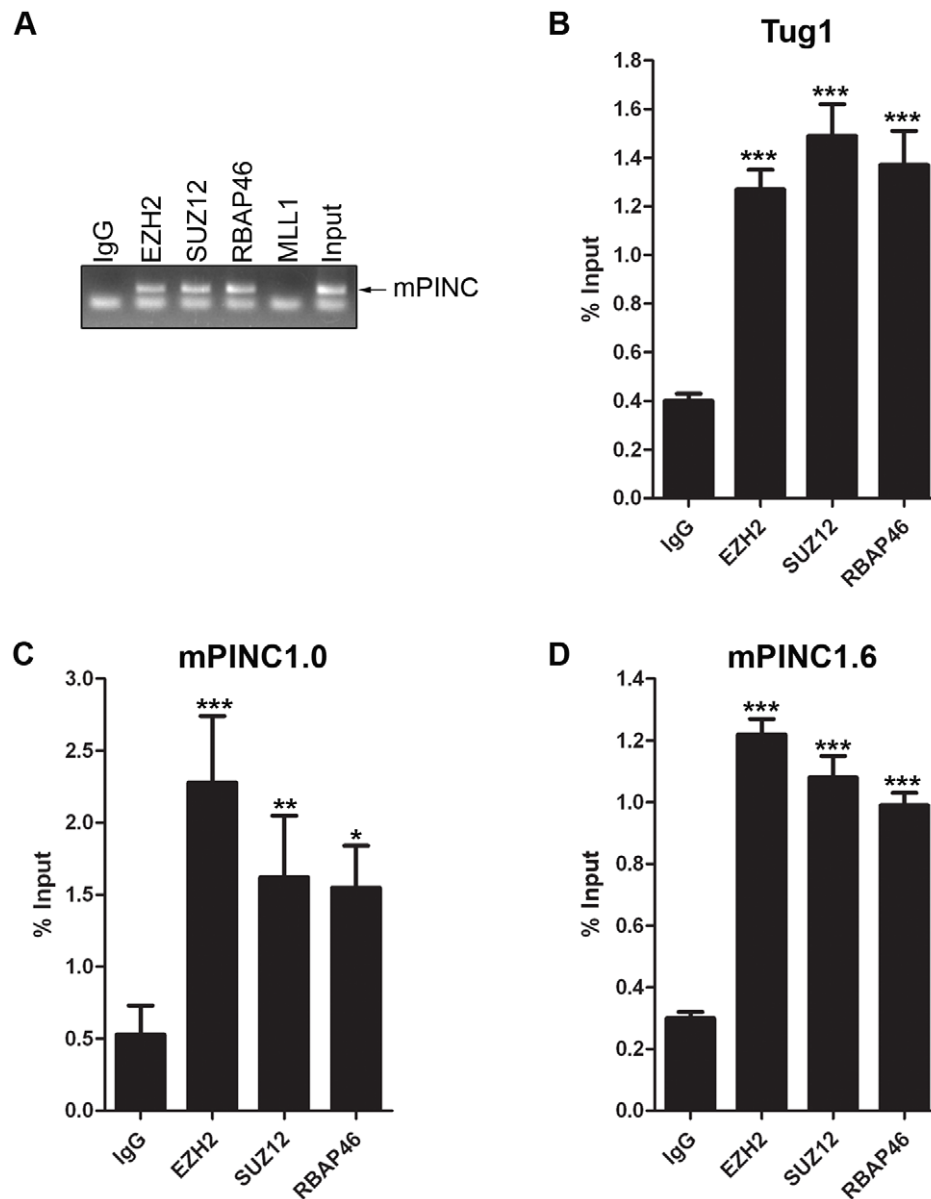 A
IgG
EZH2
SUZ12
RBAP46
MLL1
Input
mPINC
B
Tug1
% Input
1.8
1.6
1.4
1.2
1.0
0.8
0.6
0.4
0.2
0.0
***
***
***
IgG
EZH2
SUZ12
RBAP46
C
mPINC1.0
% Input
3.0
2.5
2.0
1.5
1.0
0.5
0.0
***
**
*
IgG
EZH2
SUZ12
RBAP46
D
mPINC1.6
% Input
1.4
1.2
1.0
0.8
0.6
0.4
0.2
0.0
***
***
***
IgG
EZH2
SUZ12
RBAP46